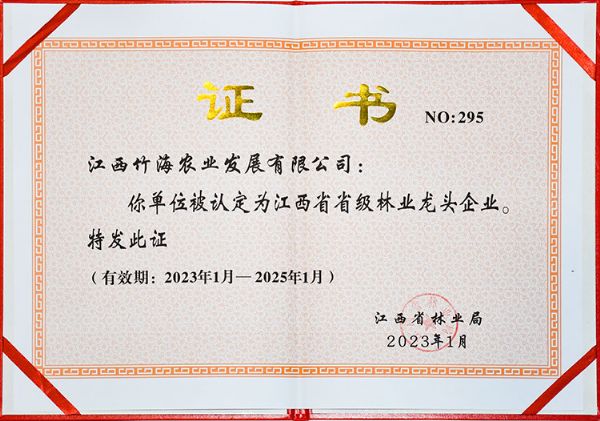 证 书
NO:295
江西竹海农业发展有限公司：
你单位被认定为江西省省级林业龙头企业。
特发此证
（有效期：2023年1月—2025年1月）
江西省林业局
2023年1月